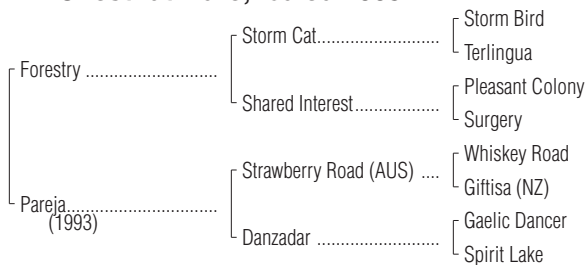 Storm Bird
Storm Cat..............................
Terlingua
Forestry ................................
Pleasant Colony
Shared Interest.....................
Surgery
Whiskey Road
Strawberry Road (AUS) ....
Giftisa (NZ)
Pareja.....................................
(1993)
Gaelic Dancer
Danzadar ..............................
Spirit Lake